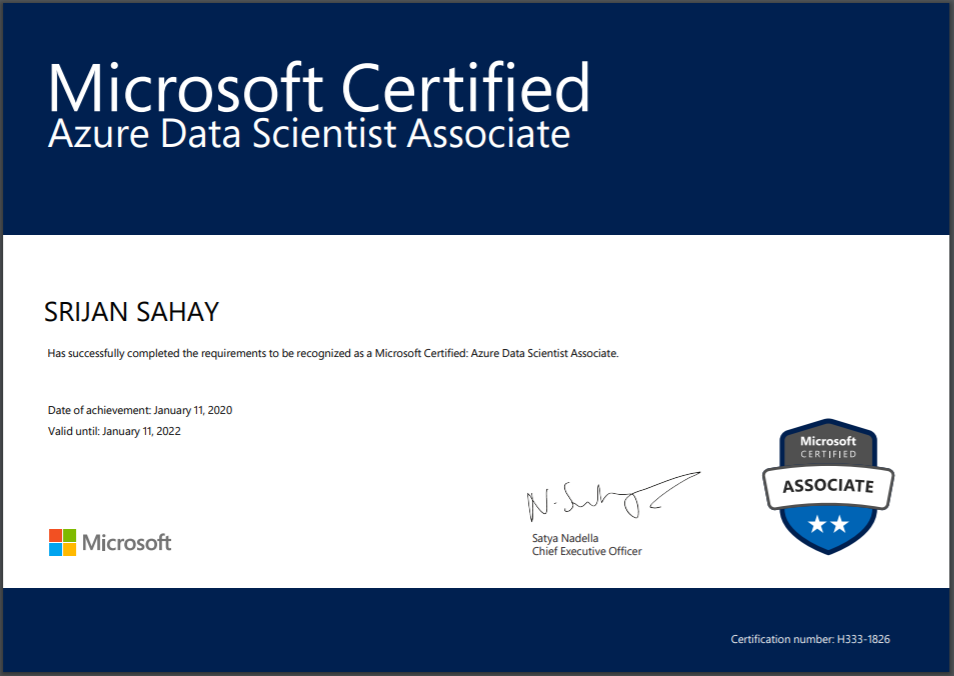 Microsoft Certified
Azure Data Scientist Associate
SRIJAN SAHAY
Has successfully completed the requirements to be recognized as a Microsoft Certified: Azure Data Scientist Associate.
Date of achievement: January 11, 2020
Valid until: January 11, 2022
Microsoft
CERTIFIED
ASSOCIATE
Satya Nadella
Chief Executive Officer
Microsoft
Certification number: H333-1826